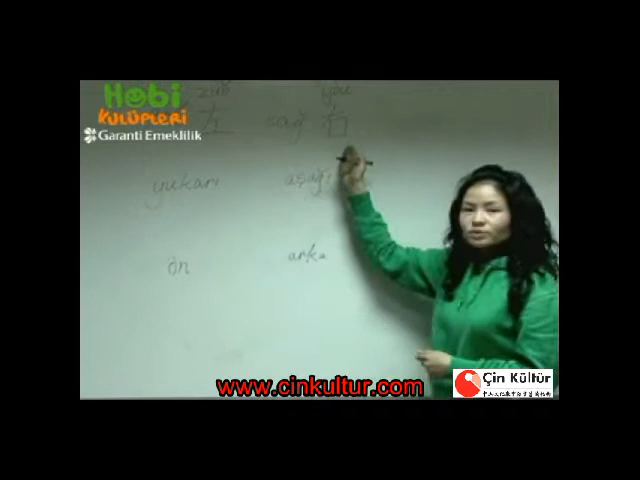 zuǒ yòu
Hobi
KULÜPLERİ
Garanti Emeklilik
左 sağ 右
yukarı aşağı
ön arka
www.cinkultur.com
Çin Kültür